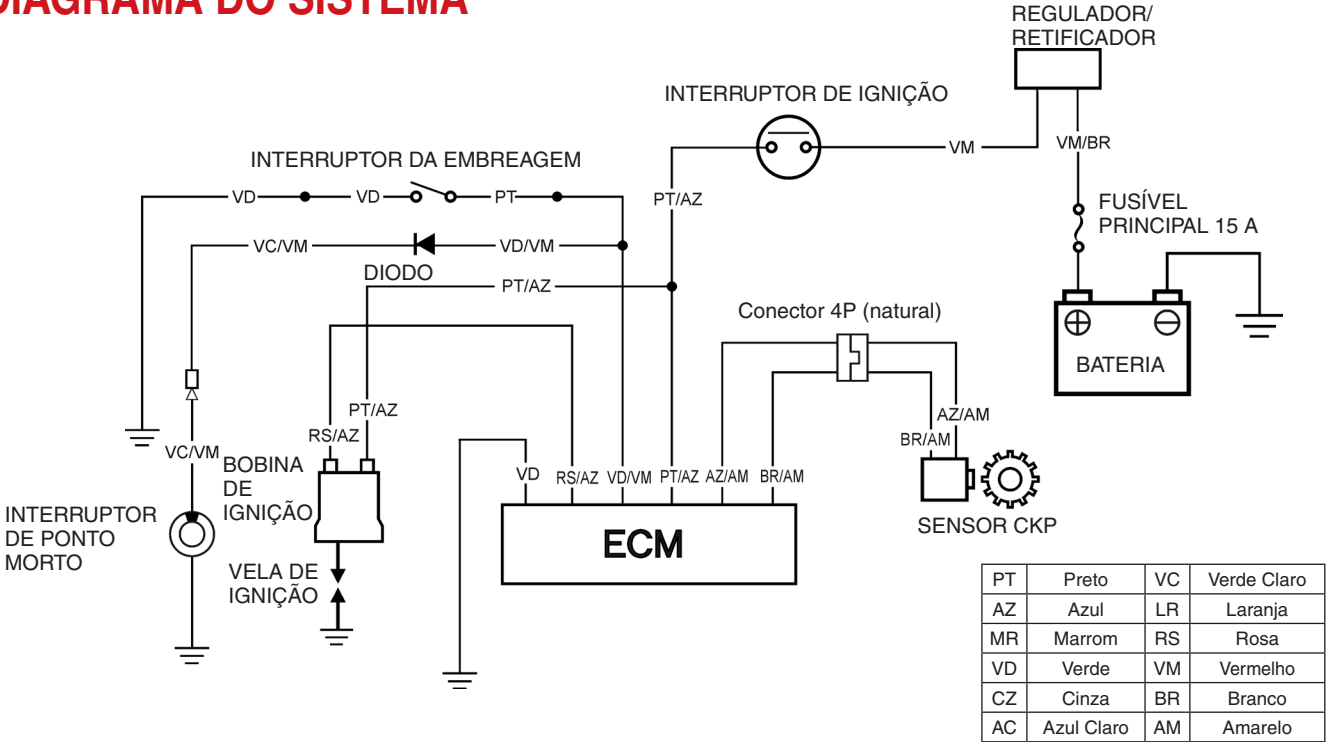 DIAGRAMA DO SISTEMA
REGULADOR/
RETIFICADOR
INTERRUPTOR DE IGNIÇÃO
VM
VM/BR
INTERRUPTOR DA EMBREAGEM
VD
VD
PT
PT/AZ
FUSÍVEL
PRINCIPAL 15 A
VC/VM
VD/VM
DIODO
PT/AZ
Conector 4P (natural)
BATERIA
PT/AZ
RS/AZ
AZ/AM
BR/AM
VC/VM
BOBINA
DE
IGNIÇÃO
VD
RS/AZ
VD/VM
PT/AZ
AZ/AM
BR/AM
INTERRUPTOR
DE PONTO
MORTO
SENSOR CKP
ECM
VELA DE
IGNIÇÃO
PT Preto VC Verde Claro
AZ Azul LR Laranja
MR Marrom RS Rosa
VD Verde VM Vermelho
CZ Cinza BR Branco
AC Azul Claro AM Amarelo